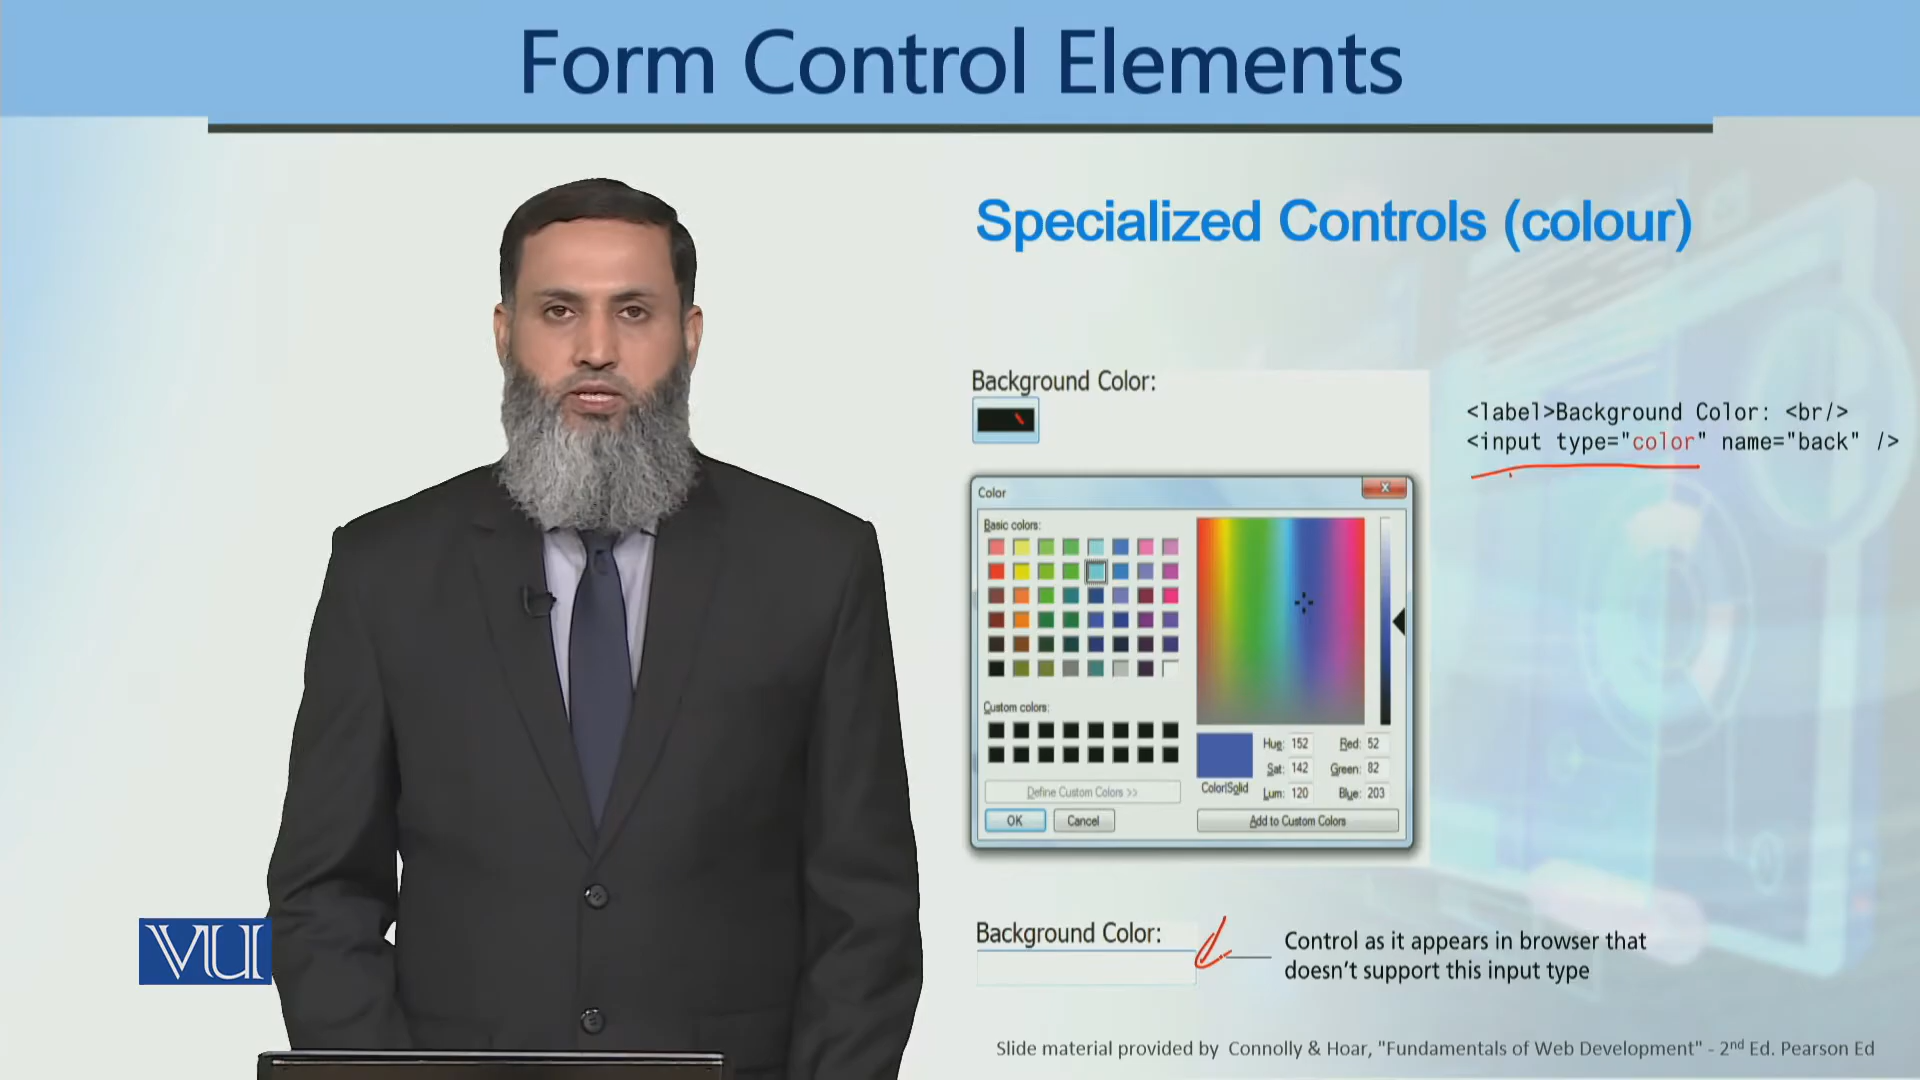 Form Control Elements
Specialized Controls (colour)
Background Color:
<label>Background Color: <br/>
<input type="color" name="back" />
Color
x
Basic colors:
Custom colors:
Hue: 152 Red: 52
Sat: 142 Green: 82
Color|Solid Lum: 120 Blue: 203
Define Custom Colors >>
OK Cancel Add to Custom Colors
Background Color:
Control as it appears in browser that
doesn't support this input type
VU
Slide material provided by Connolly & Hoar, "Fundamentals of Web Development" - 2nd Ed. Pearson Ed